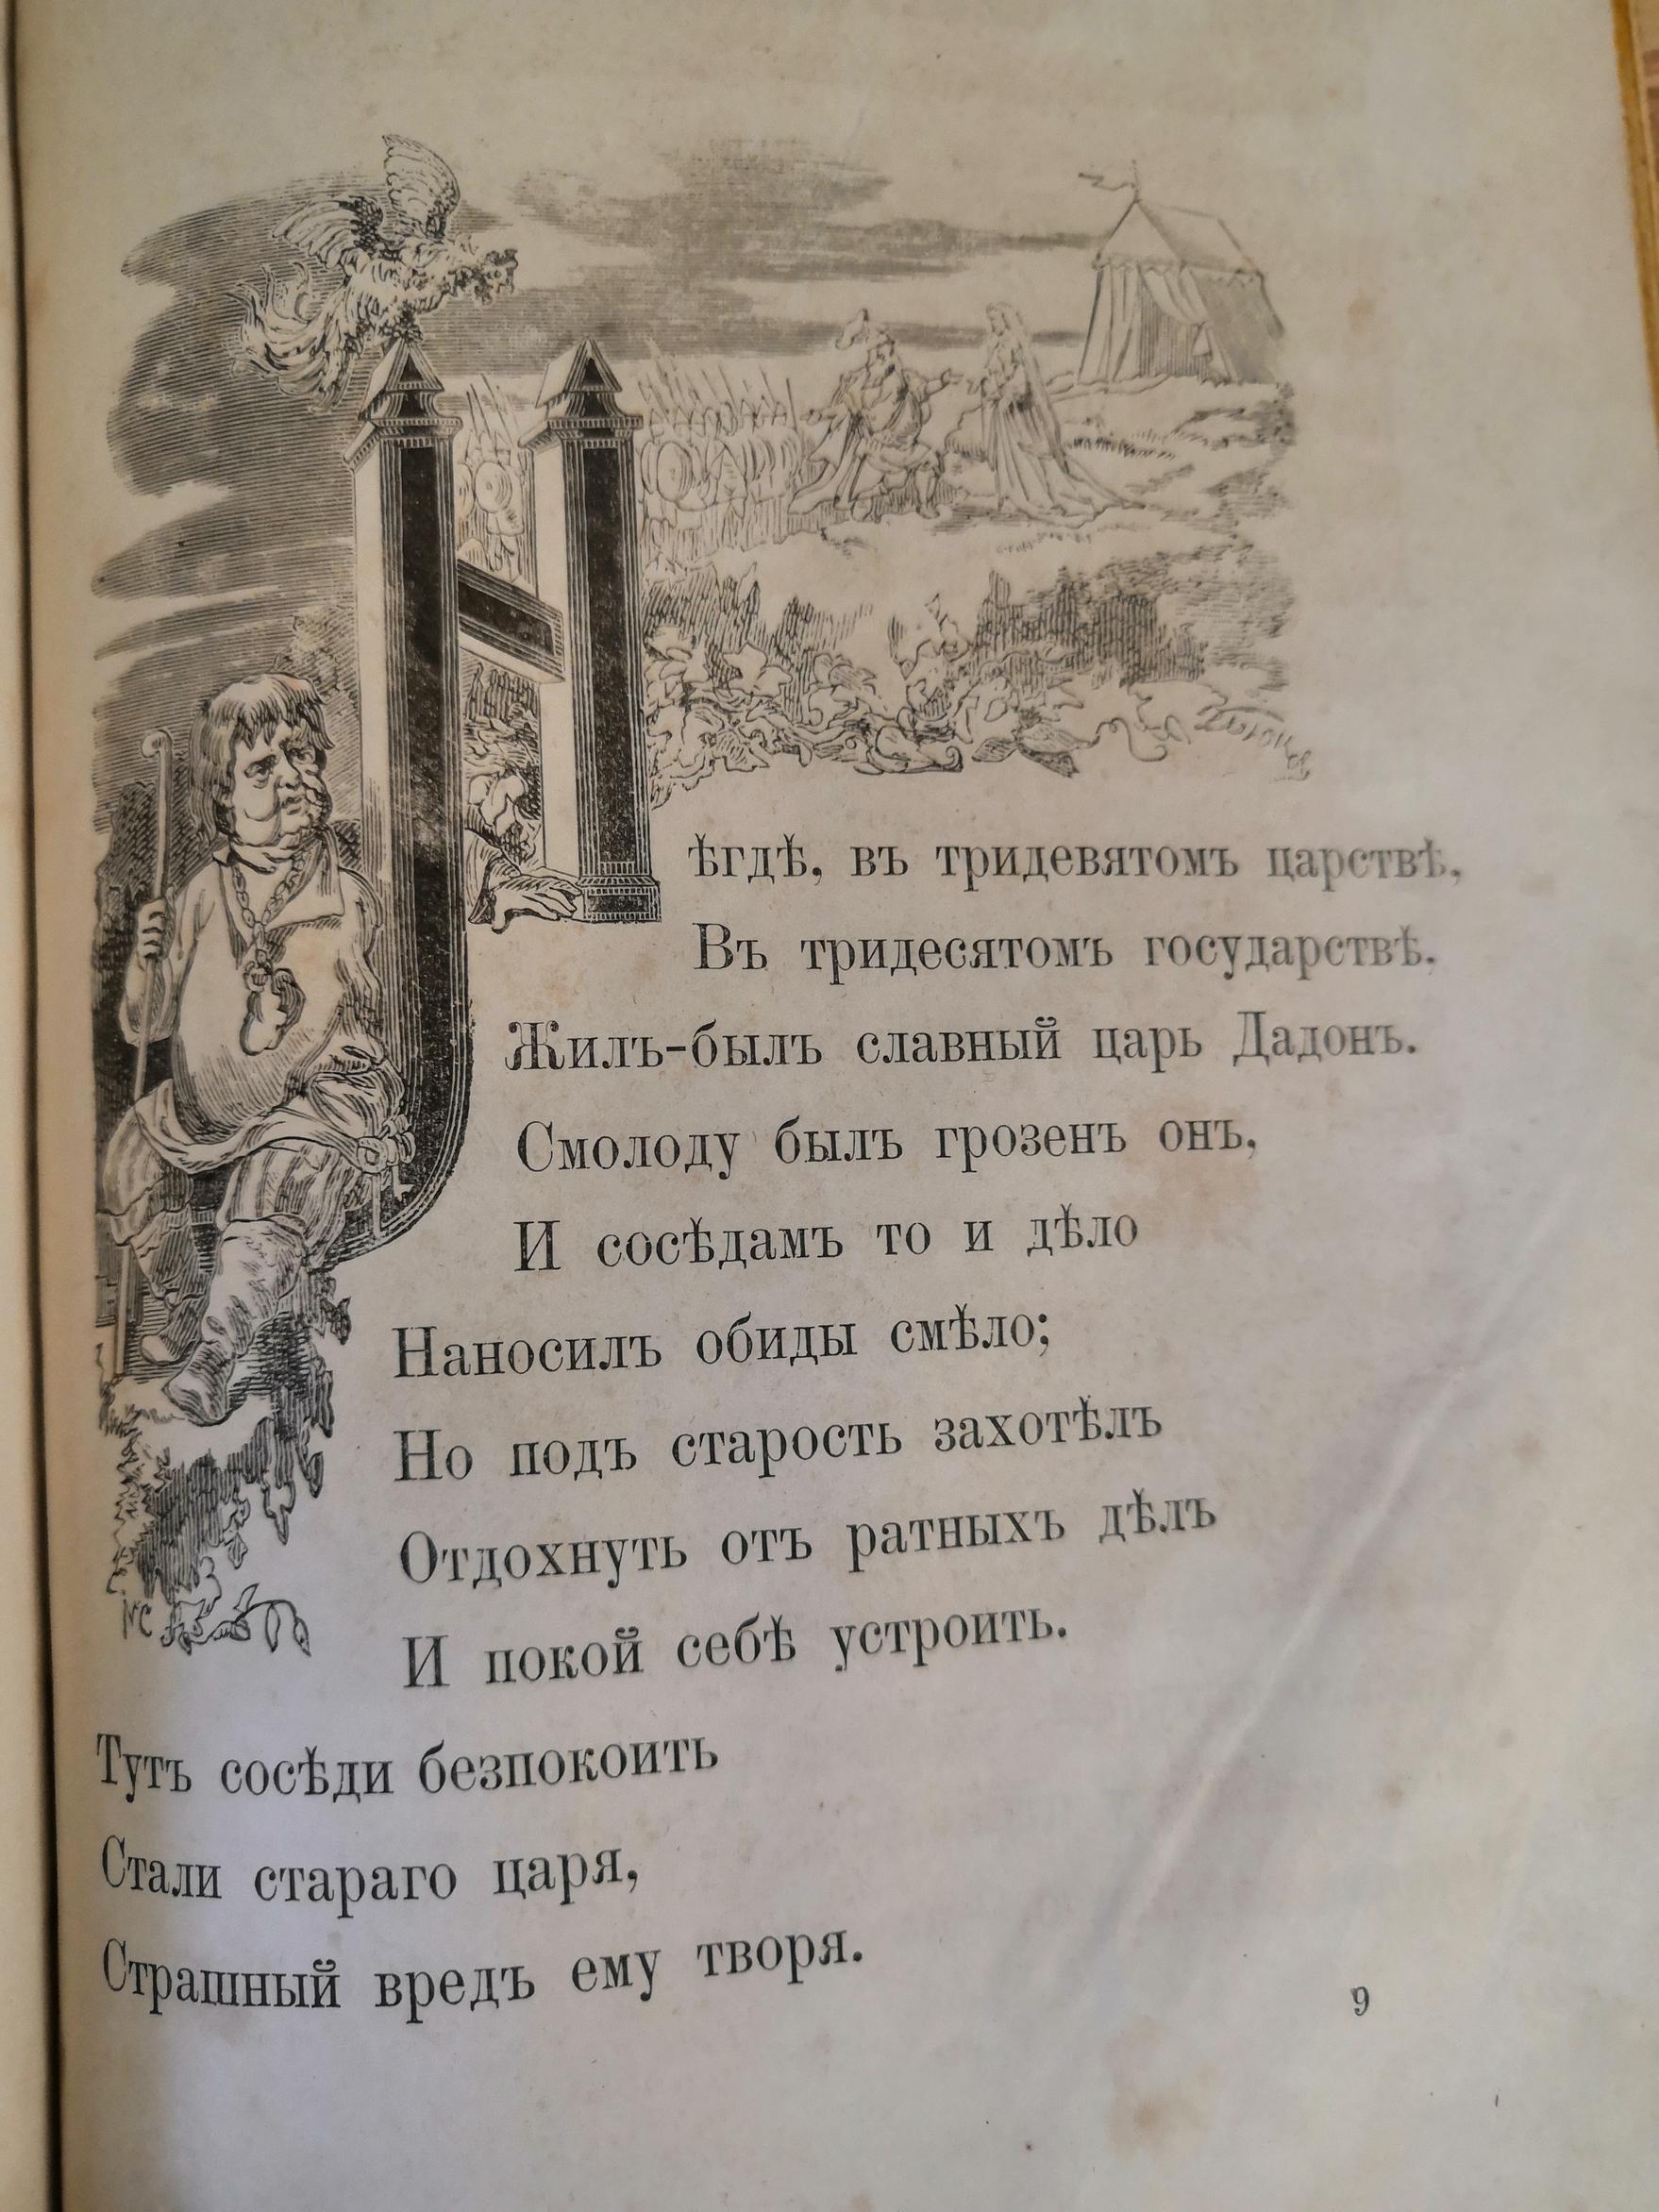 Нѣгдѣ, въ тридевятомъ царствѣ,
Въ тридесятомъ государствѣ.
Жилъ-былъ славный царь Дадонъ.
Смолоду былъ грозенъ онъ,
И сосѣдамъ то и дѣло
Наносилъ обиды смѣло;
Но подъ старость захотѣлъ
Отдохнуть отъ ратныхъ дѣлъ
И покой себѣ устроить.
МС
Тутъ сосѣди безпокоить
Стали стараго царя,
Страшный вредъ ему творя.
9